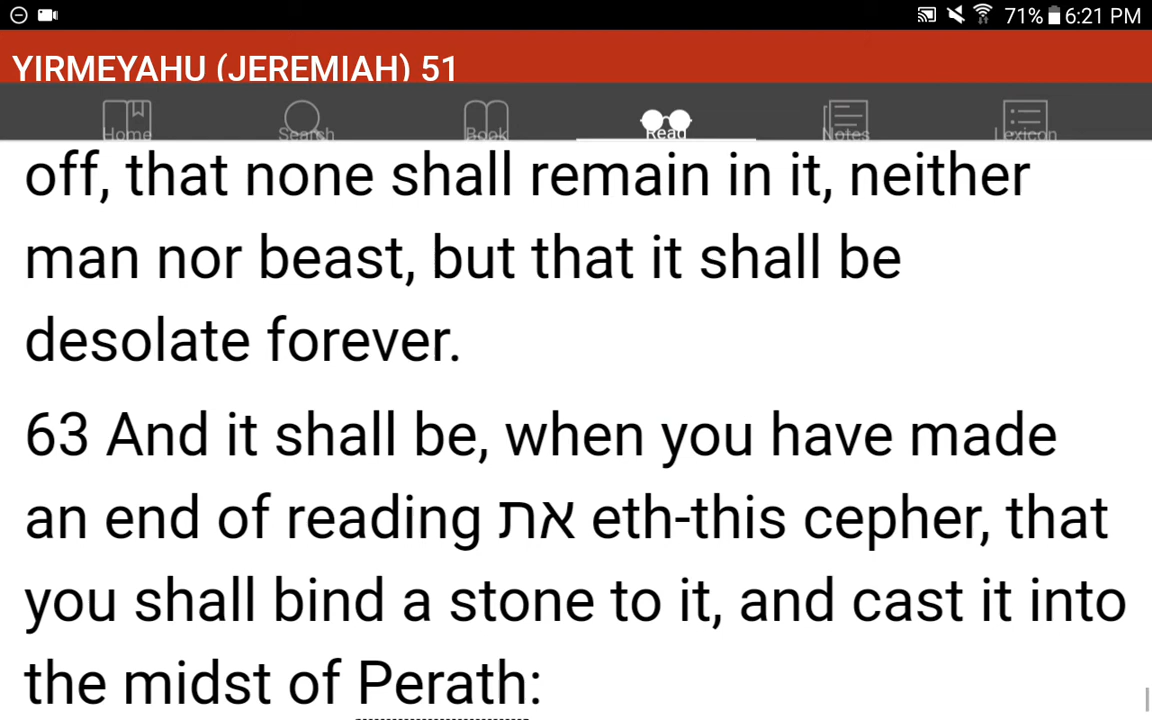 71% 6:21 PM
YIRMEYAHU (JEREMIAH) 51
Home Search Book Read Notes Lexicon
off, that none shall remain in it, neither
man nor beast, but that it shall be
desolate forever.
63 And it shall be, when you have made
an end of reading את eth-this cepher, that
you shall bind a stone to it, and cast it into
the midst of Perath: